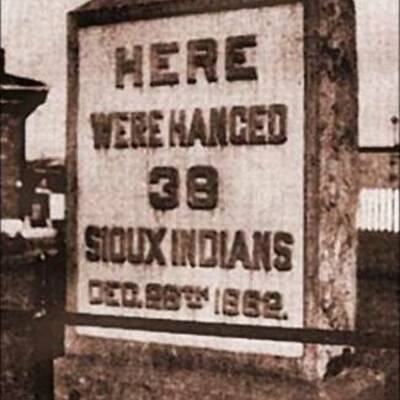 HERE
WERE HANGED
38
SIOUX INDIANS
DEC. 26TH 1862.